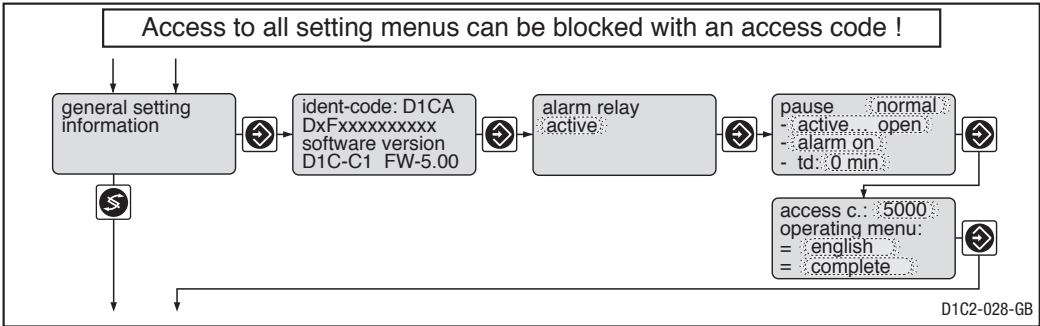 Access to all setting menus can be blocked with an access code !
general setting
information
ident-code: D1CA
DxFxxxxxxxxxx
software version
D1C-C1 FW-5.00
alarm relay
active
pause normal
- active... open
- alarm on
- td: 0 min
access c.: 5000
operating menu:
= english
= complete
D1C2-028-GB